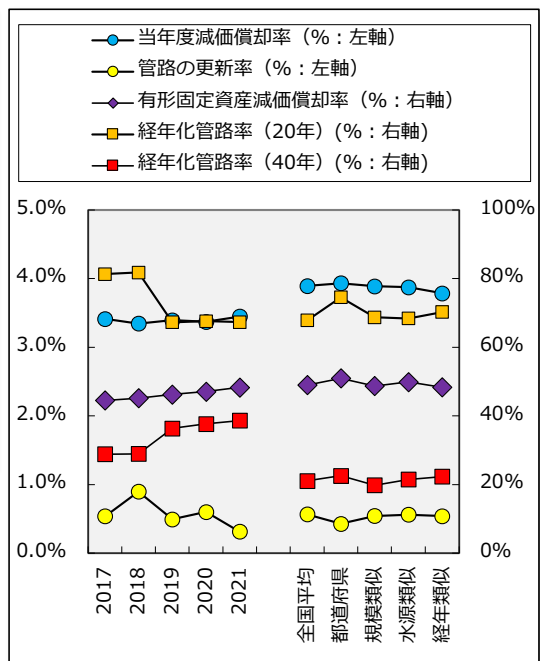 当年度減価償却率（%：左軸）
管路の更新率（%：左軸）
有形固定資産減価償却率（%：右軸）
経年化管路率（20年）(%：右軸)
経年化管路率（40年）(%：右軸)
5.0%
4.0%
3.0%
2.0%
1.0%
0.0%
100%
80%
60%
40%
20%
0%
2017
2018
2019
2020
2021
全国平均
都道府県
規模類似
水源類似
経年類似